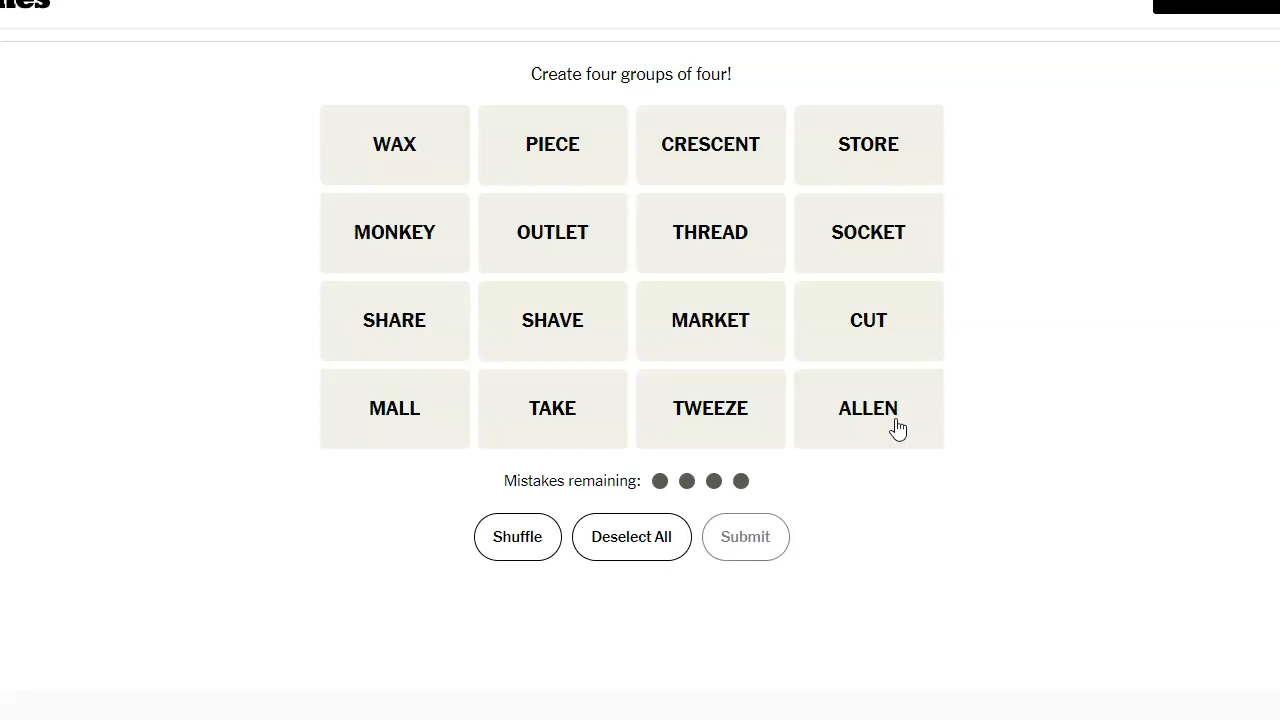 Create four groups of four!
WAX PIECE CRESCENT STORE
MONKEY OUTLET THREAD SOCKET
SHARE SHAVE MARKET CUT
MALL TAKE TWEEZE ALLEN
Mistakes remaining:
Shuffle Deselect All Submit